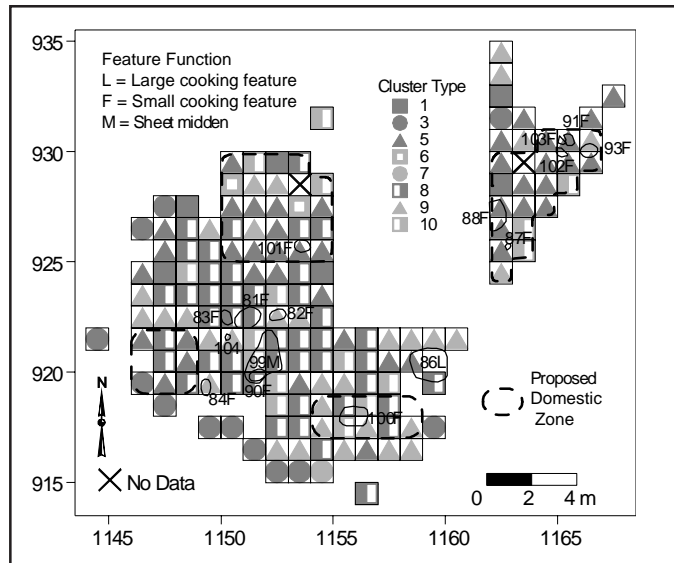 935
930
925
920
915
1145
1150
1155
1160
1165
Feature Function
L = Large cooking feature
F = Small cooking feature
M = Sheet midden
Cluster Type
1
3
5
6
7
8
9
10
91F
103F
93F
102F
88F
87F
101F
81F
83F
82F
104
99M
86L
90F
84F
100F
N
No Data
Proposed
Domestic
Zone
0 2 4 m